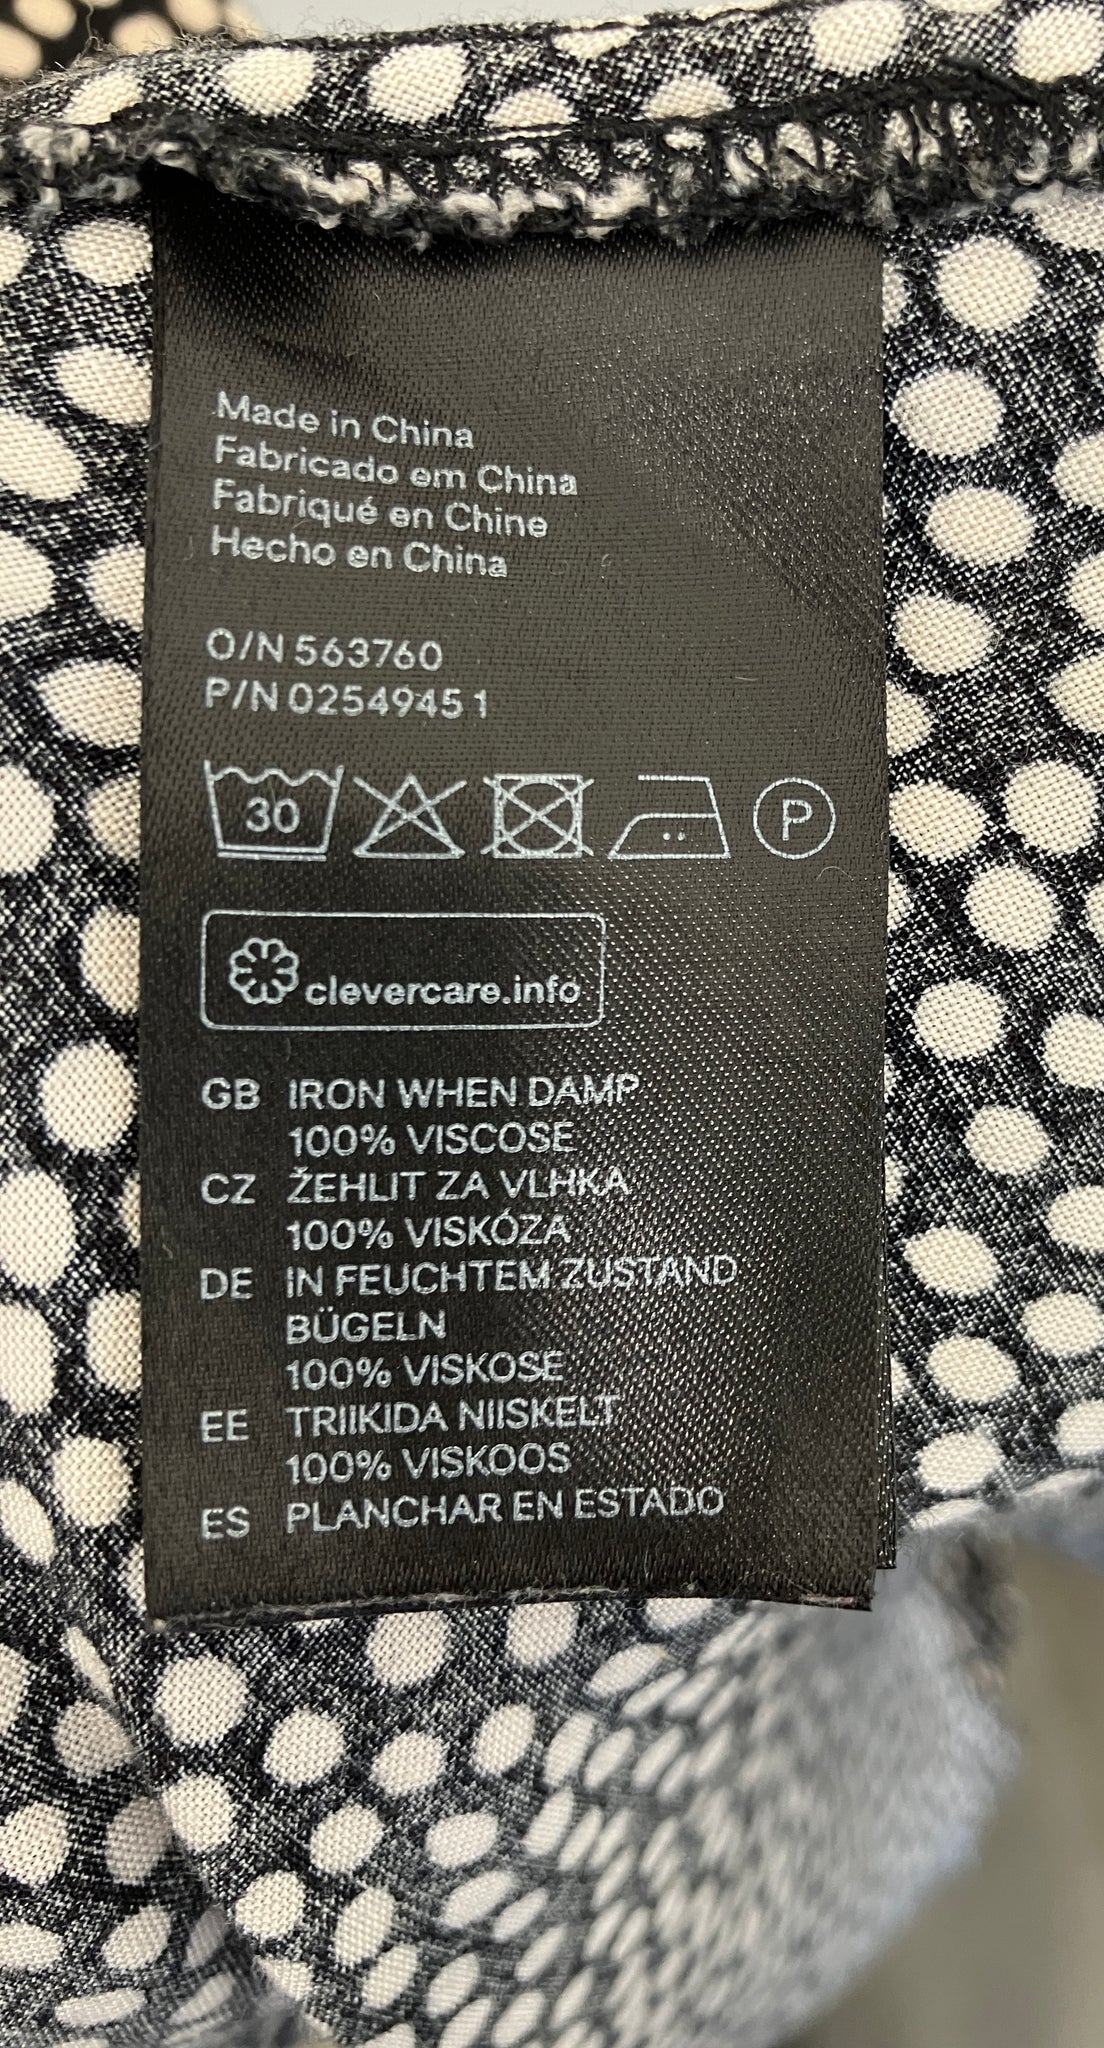 Made in China
Fabricado em China
Fabriqué en Chine
Hecho en China
O/N 563760
P/N 02549451
30 P
clevercare.info
GB IRON WHEN DAMP
100% VISCOSE
CZ ŽEHLIT ZA VLHKA
100% VISKÓZA
DE IN FEUCHTEM ZUSTAND
BÜGELN
100% VISKOSE
EE TRIIKIDA NIISKELT
100% VISKOOS
ES PLANCHAR EN ESTADO